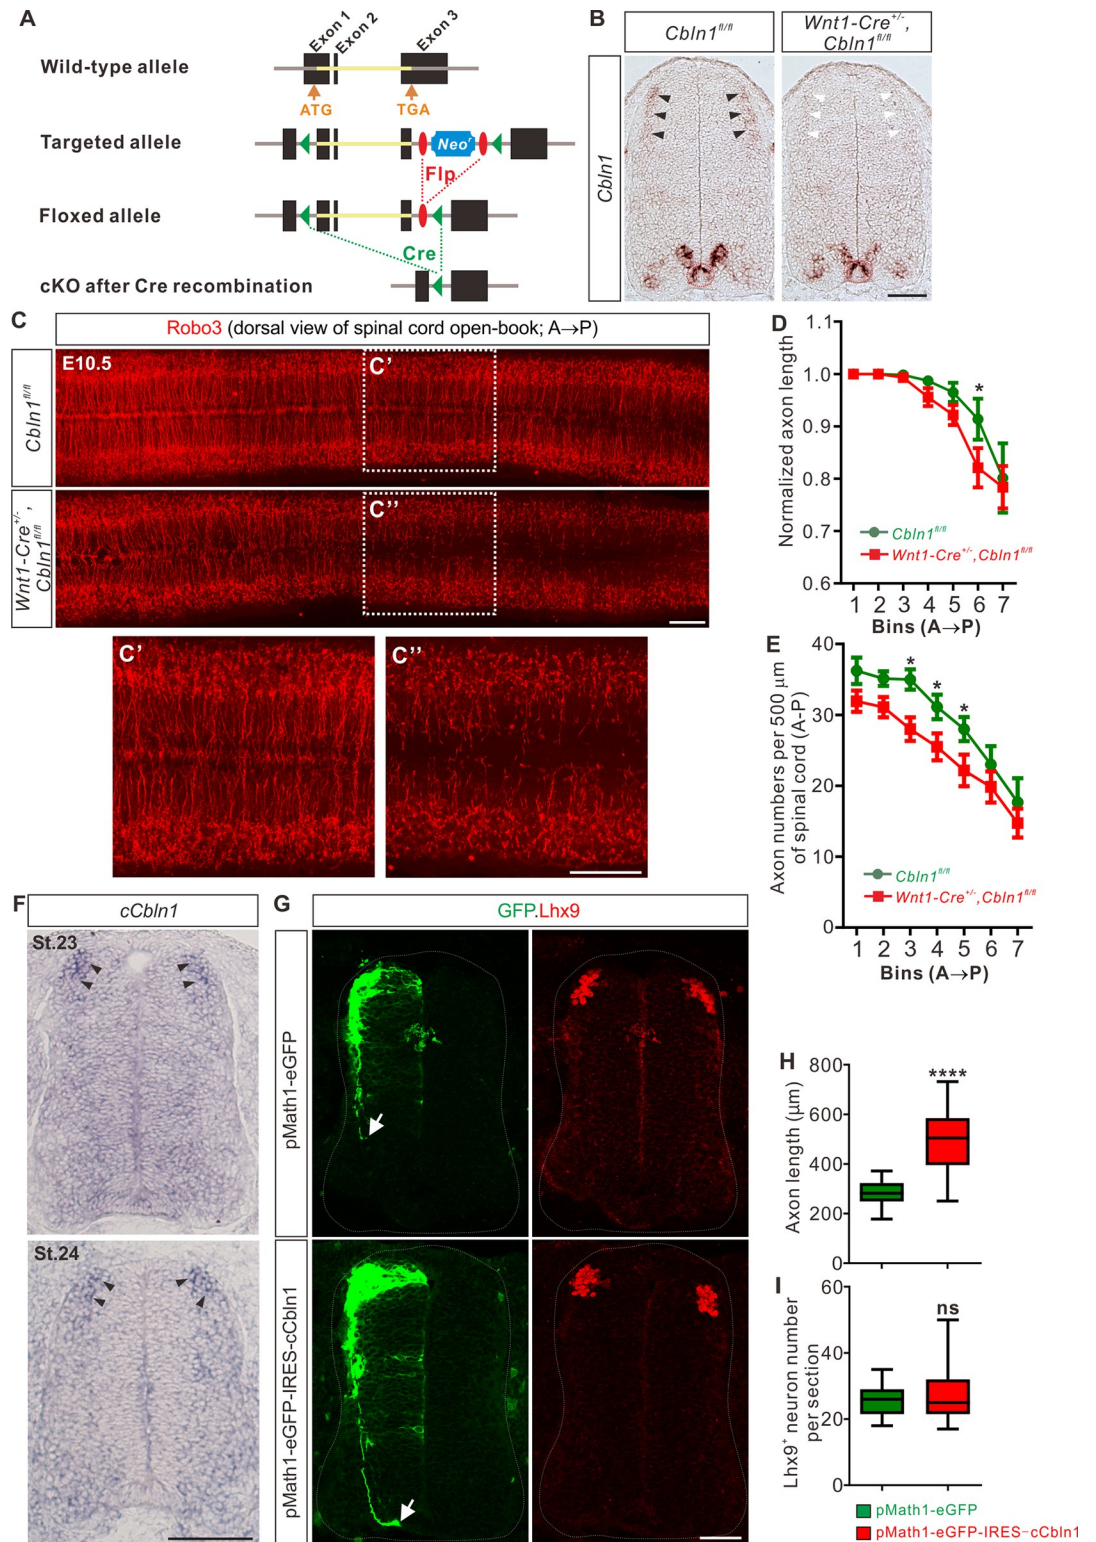 A
Exon 1
Exon 2
Exon 3
Wild-type allele
ATG
TGA
Targeted allele
Neoʳ
Flp
Floxed allele
Cre
cKO after Cre recombination
B
Cbln1ᶠˡ/ᶠˡ
Wnt1-Cre⁺/⁻,
Cbln1ᶠˡ/ᶠˡ
Cbln1
C
Robo3 (dorsal view of spinal cord open-book; A→P)
E10.5
C’
Cbln1ᶠˡ/ᶠˡ
C’’
Wnt1-Cre⁺/⁻,
Cbln1ᶠˡ/ᶠˡ
C’
C’’
D
Normalized axon length
1.1
1.0
0.9
0.8
0.7
0.6
*
Cbln1ᶠˡ/ᶠˡ
Wnt1-Cre⁺/⁻,Cbln1ᶠˡ/ᶠˡ
1 2 3 4 5 6 7
Bins (A→P)
E
Axon numbers per 500 μm
of spinal cord (A-P)
40
30
20
10
0
* * *
Cbln1ᶠˡ/ᶠˡ
Wnt1-Cre⁺/⁻,Cbln1ᶠˡ/ᶠˡ
1 2 3 4 5 6 7
Bins (A→P)
F
cCbln1
St.23
St.24
G
GFP.Lhx9
pMath1-eGFP
pMath1-eGFP-IRES-cCbln1
H
Axon length (μm)
800
600
400
200
0
****
I
Lhx9⁺ neuron number
per section
60
40
20
0
ns
pMath1-eGFP
pMath1-eGFP-IRES-cCbln1